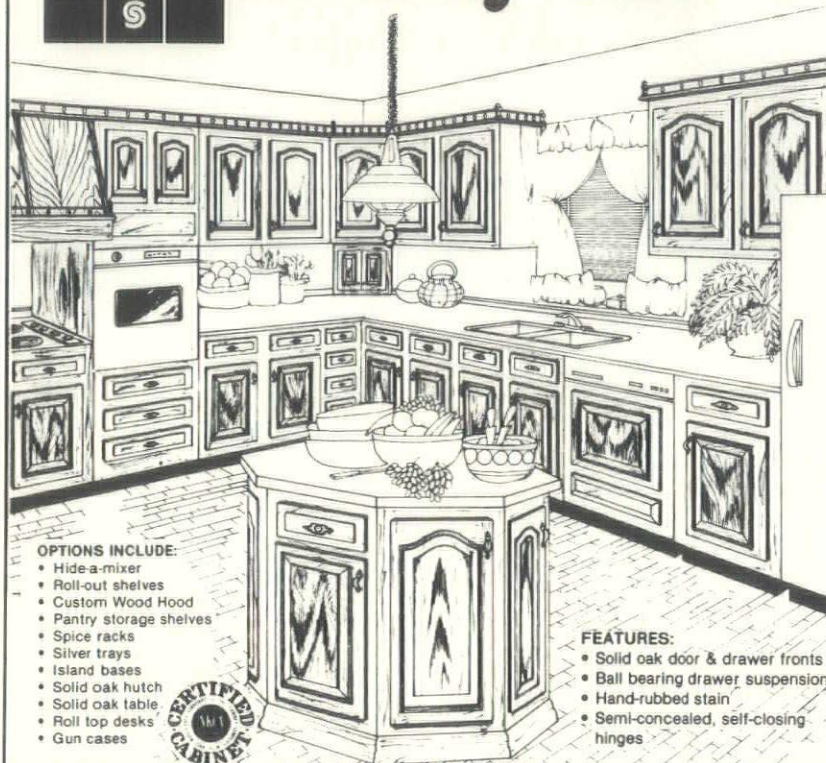 OPTIONS INCLUDE:
• Hide-a-mixer
• Roll-out shelves
• Custom Wood Hood
• Pantry storage shelves
• Spice racks
• Silver trays
• Island bases
• Solid oak hutch
• Solid oak table
• Roll top desks
• Gun cases
CERTIFIED
CABINET
FEATURES:
• Solid oak door & drawer fronts
• Ball bearing drawer suspension
• Hand-rubbed stain
• Semi-concealed, self-closing
hinges